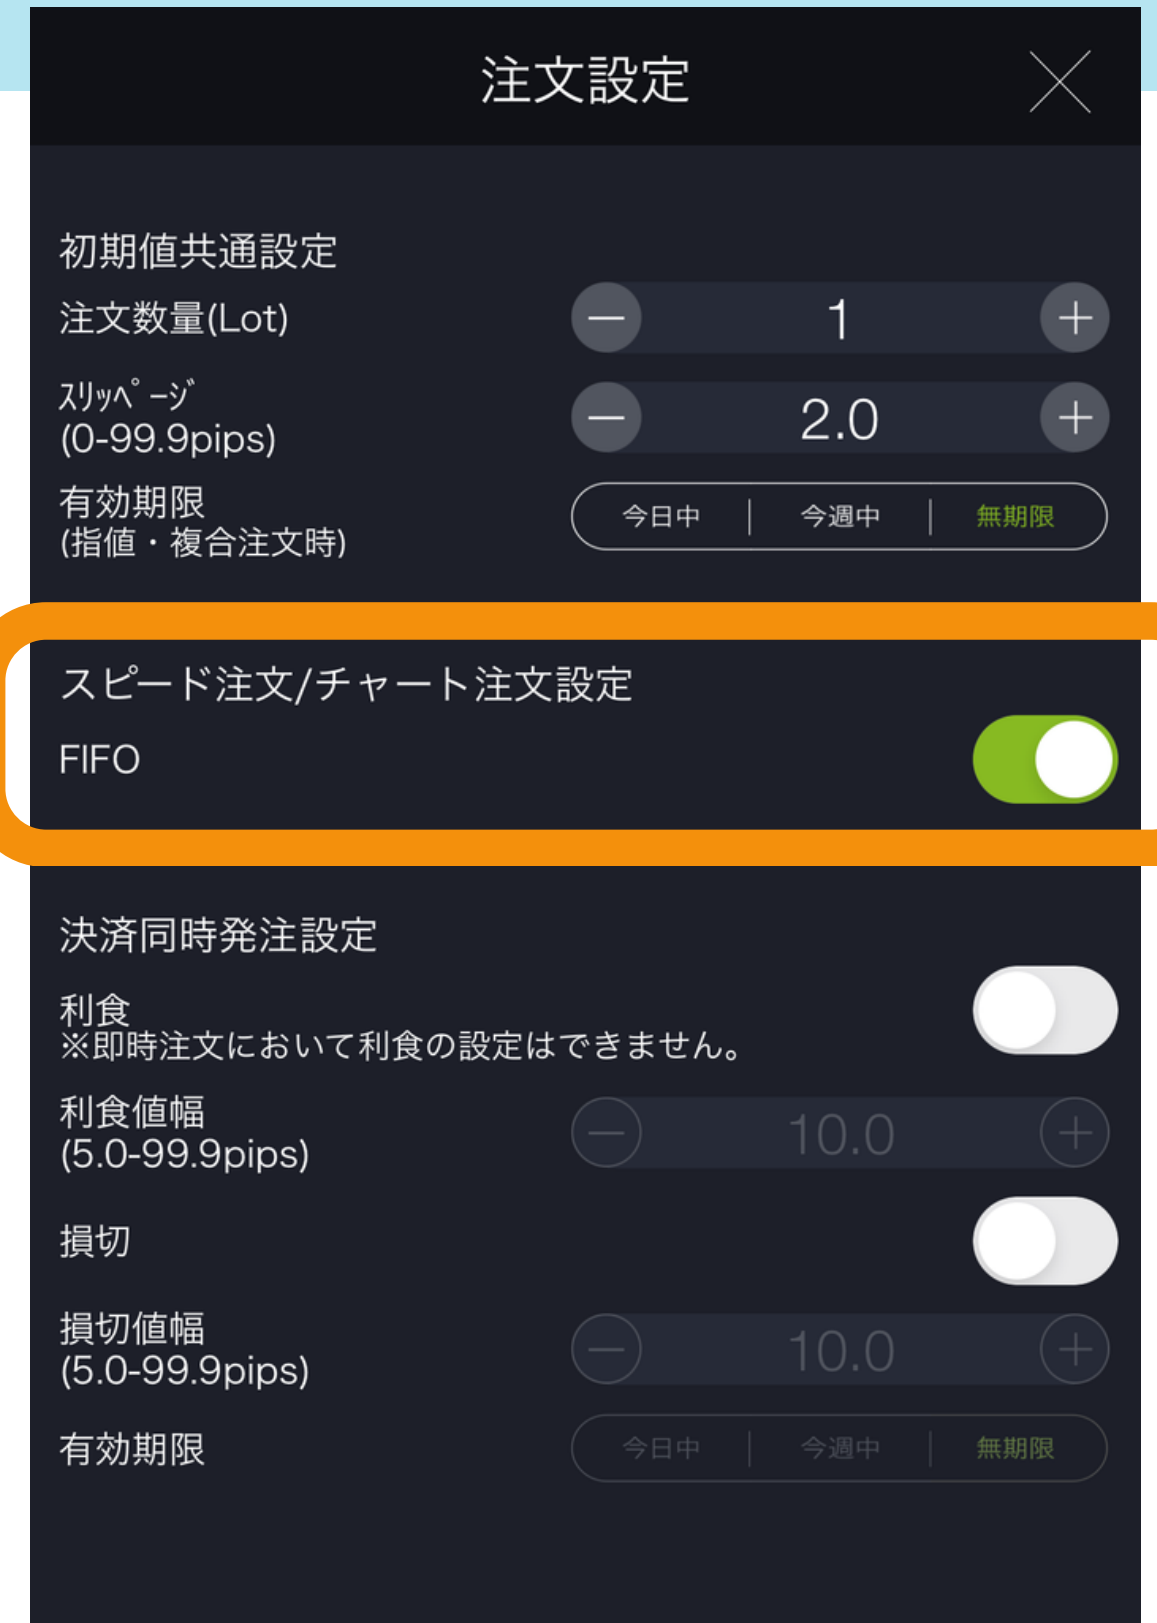 注文設定
初期値共通設定
注文数量(Lot)
1
ｽﾘｯﾍﾟｰｼﾞ
(0-99.9pips)
2.0
有効期限
(指値・複合注文時)
今日中 今週中 無期限
スピード注文/チャート注文設定
FIFO
決済同時発注設定
利食
※即時注文において利食の設定はできません。
利食値幅
(5.0-99.9pips)
10.0
損切
損切値幅
(5.0-99.9pips)
10.0
有効期限
今日中 今週中 無期限